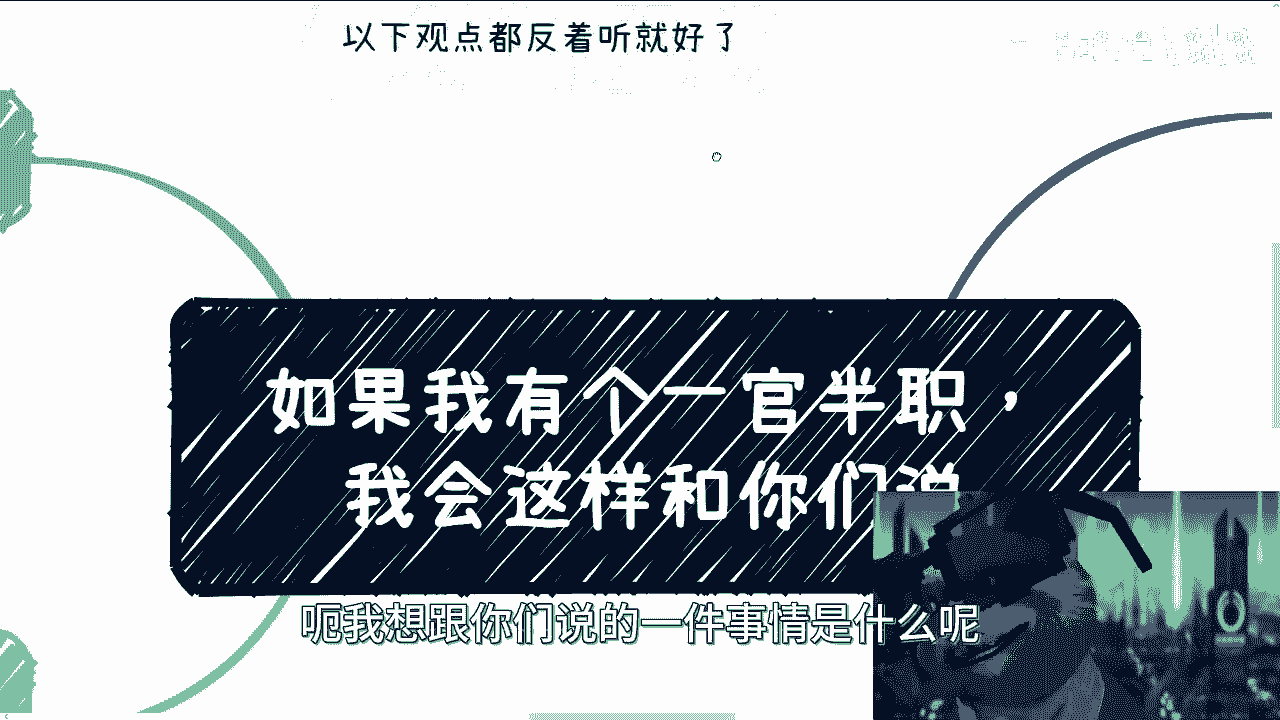 以下观点都反着听就好了
如果我有个一官半职，
我会这样和你们说
呃我想跟你们说的一件事情是什么呢